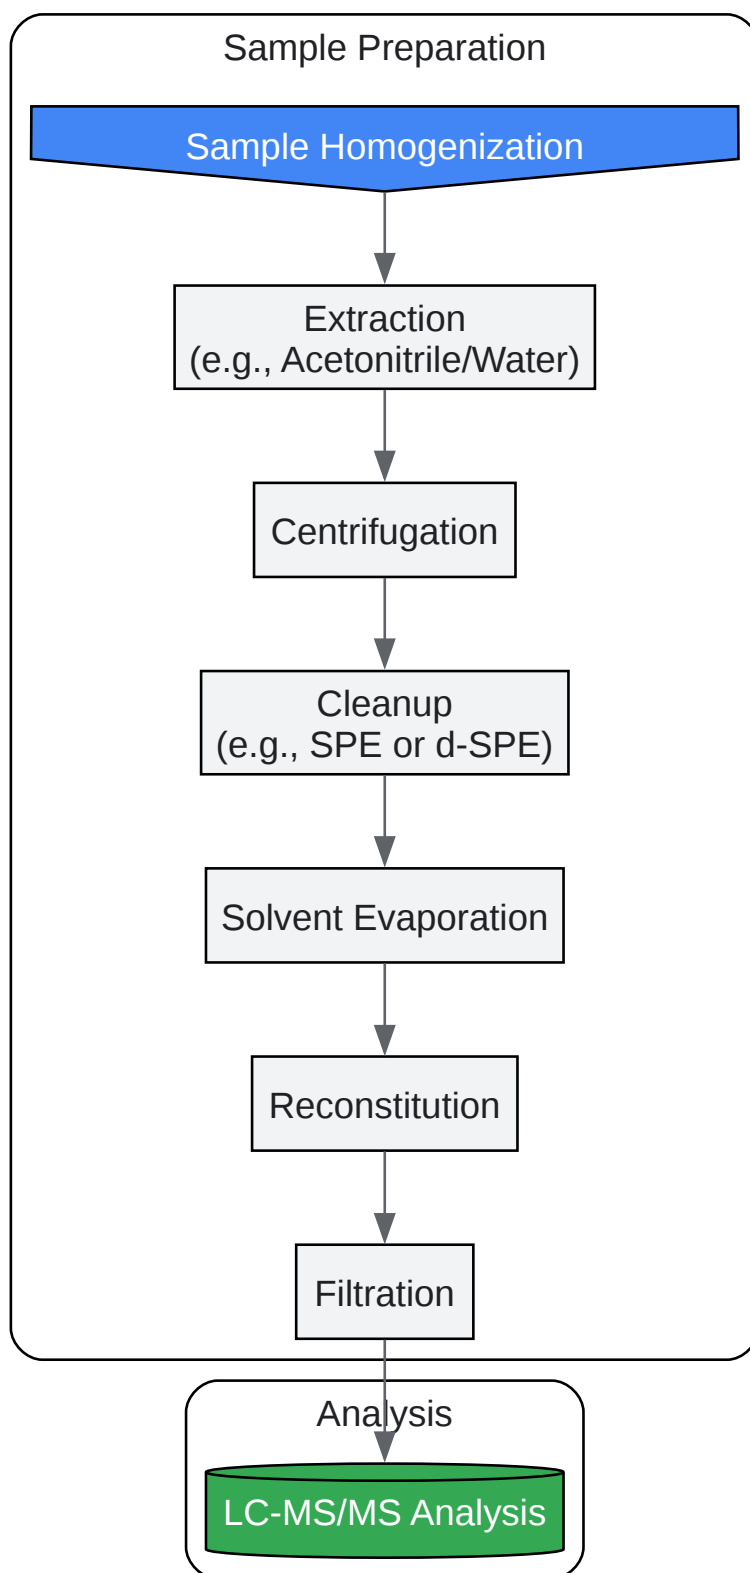 Sample Preparation
Sample Homogenization
Extraction
(e.g., Acetonitrile/Water)
Centrifugation
Cleanup
(e.g., SPE or d-SPE)
Solvent Evaporation
Reconstitution
Filtration
Analysis
LC-MS/MS Analysis